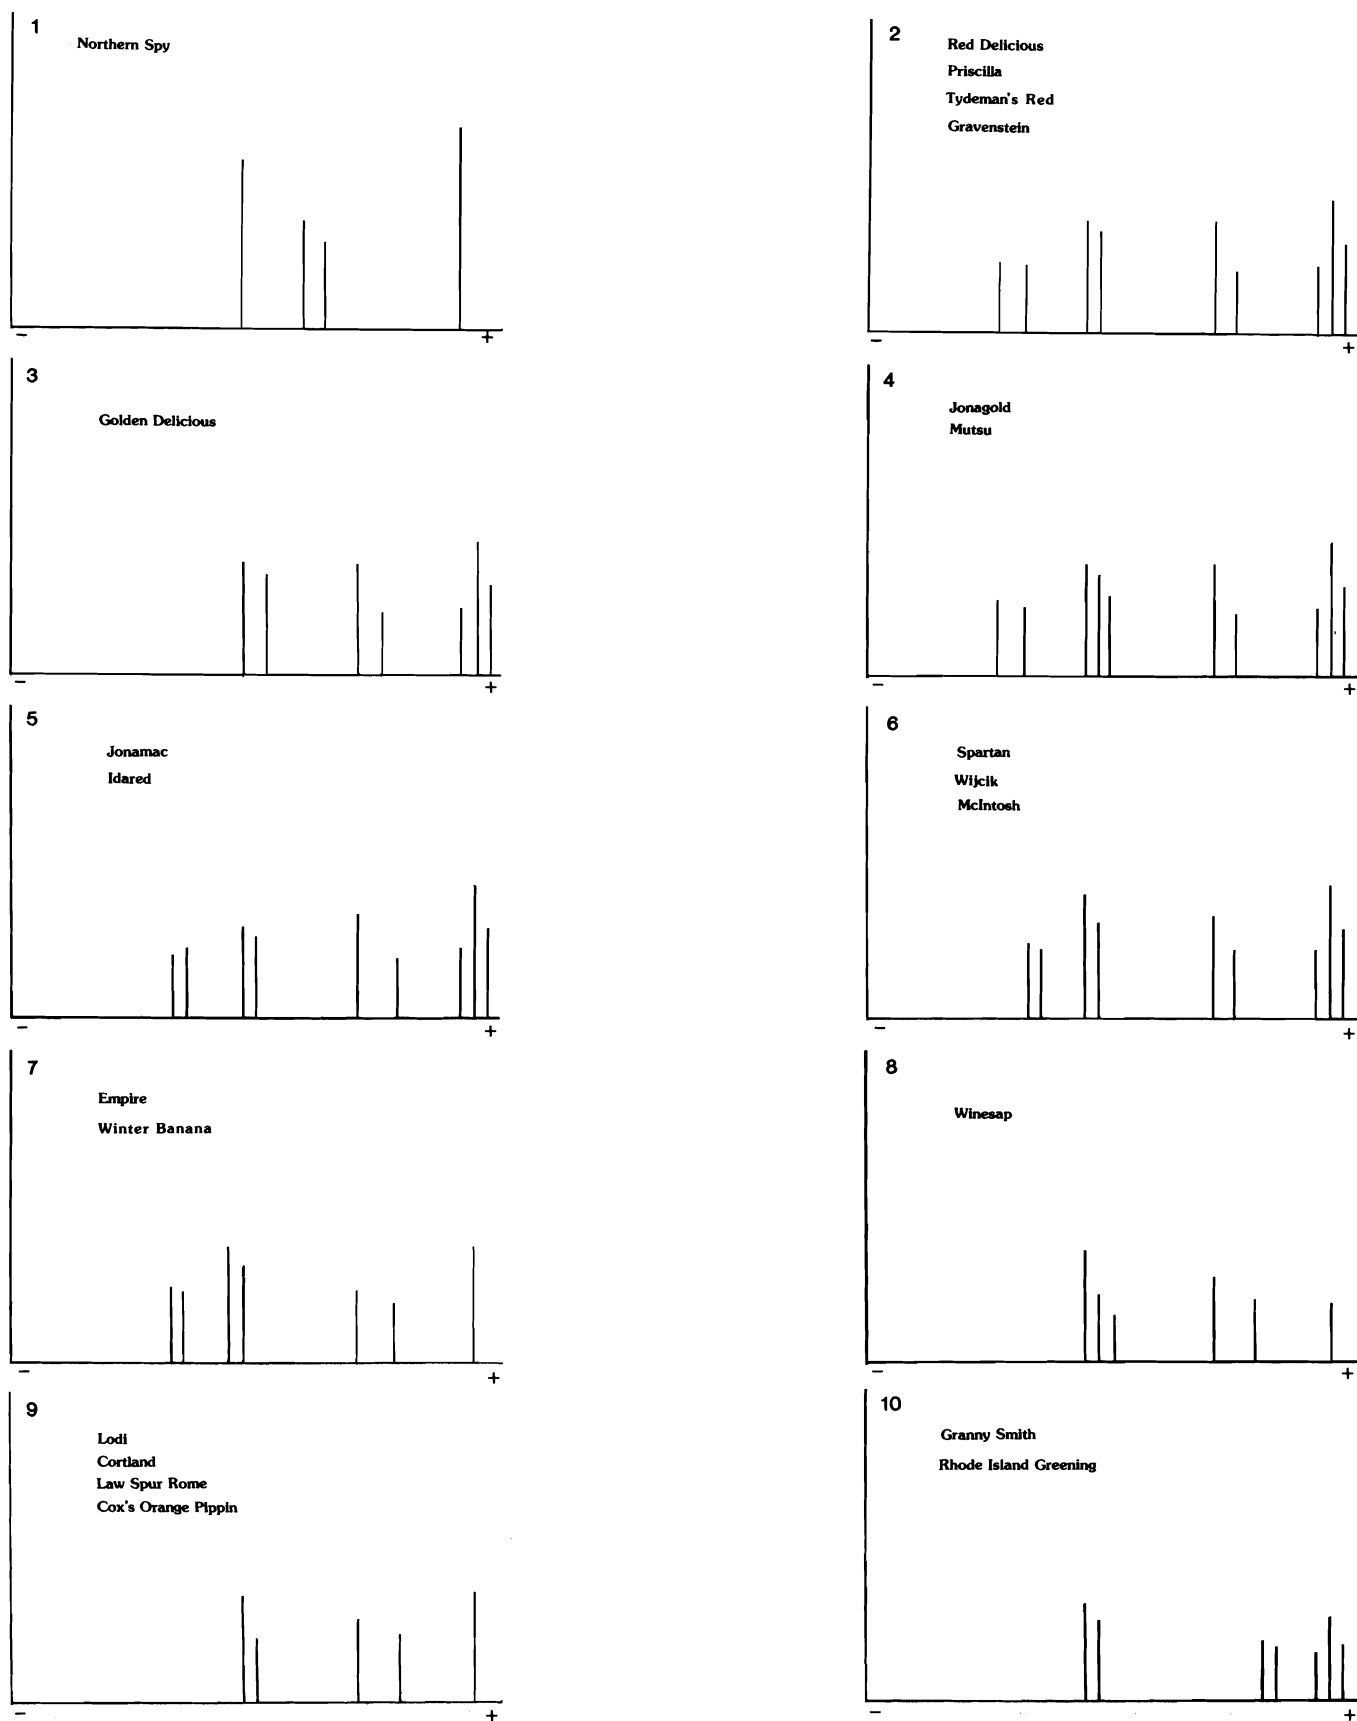 1
Northern Spy
− +
2
Red Delicious
Priscilla
Tydeman's Red
Gravenstein
− +
3
Golden Delicious
− +
4
Jonagold
Mutsu
− +
5
Jonamac
Idared
− +
6
Spartan
Wijcik
McIntosh
− +
7
Empire
Winter Banana
− +
8
Winesap
− +
9
Lodi
Cortland
Law Spur Rome
Cox's Orange Pippin
− +
10
Granny Smith
Rhode Island Greening
− +